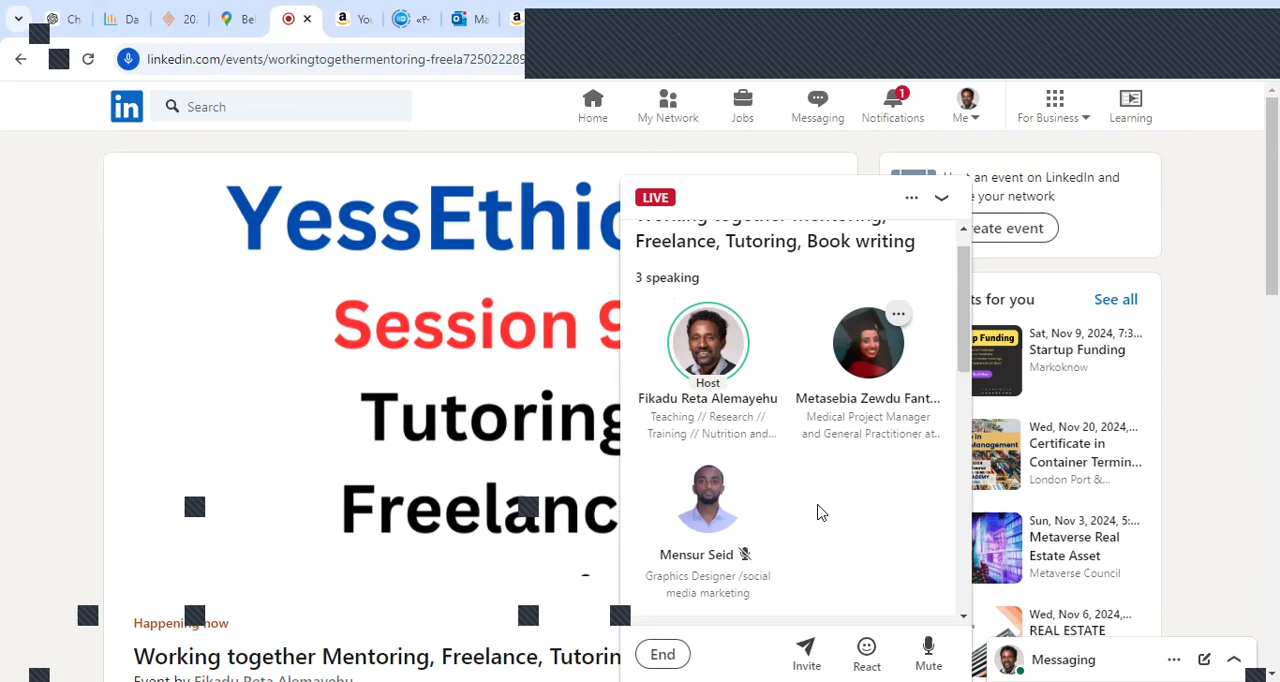 Ch
Da
20
Be
Yo
«P-
Ma
linkedin.com/events/workingtogethermentoring-freela725022289
in
Search
Home
My Network
Jobs
Messaging
1
Notifications
Me
For Business
Learning
YessEthic
Session 9
Tutoring
Freelance
Happening now
Working together Mentoring, Freelance, Tutorin
Event by Fikadu Reta Alemayehu
LIVE
Working together Mentoring,
Freelance, Tutoring, Book writing
3 speaking
Host
Fikadu Reta Alemayehu
Teaching // Research //
Training // Nutrition and...
Metasebia Zewdu Fant...
Medical Project Manager
and General Practitioner at..
Mensur Seid
Graphics Designer /social
media marketing
End
Invite
React
Mute
an event on LinkedIn and
your network
reate event
ts for you
See all
p Funding
Sat, Nov 9, 2024, 7:3...
Startup Funding
Markoknow
Wed, Nov 20, 2024,...
Certificate in
Container Termin...
London Port &...
Sun, Nov 3, 2024, 5:...
Metaverse Real
Estate Asset
Metaverse Council
Wed, Nov 6, 2024,...
REAL ESTATE
Messaging